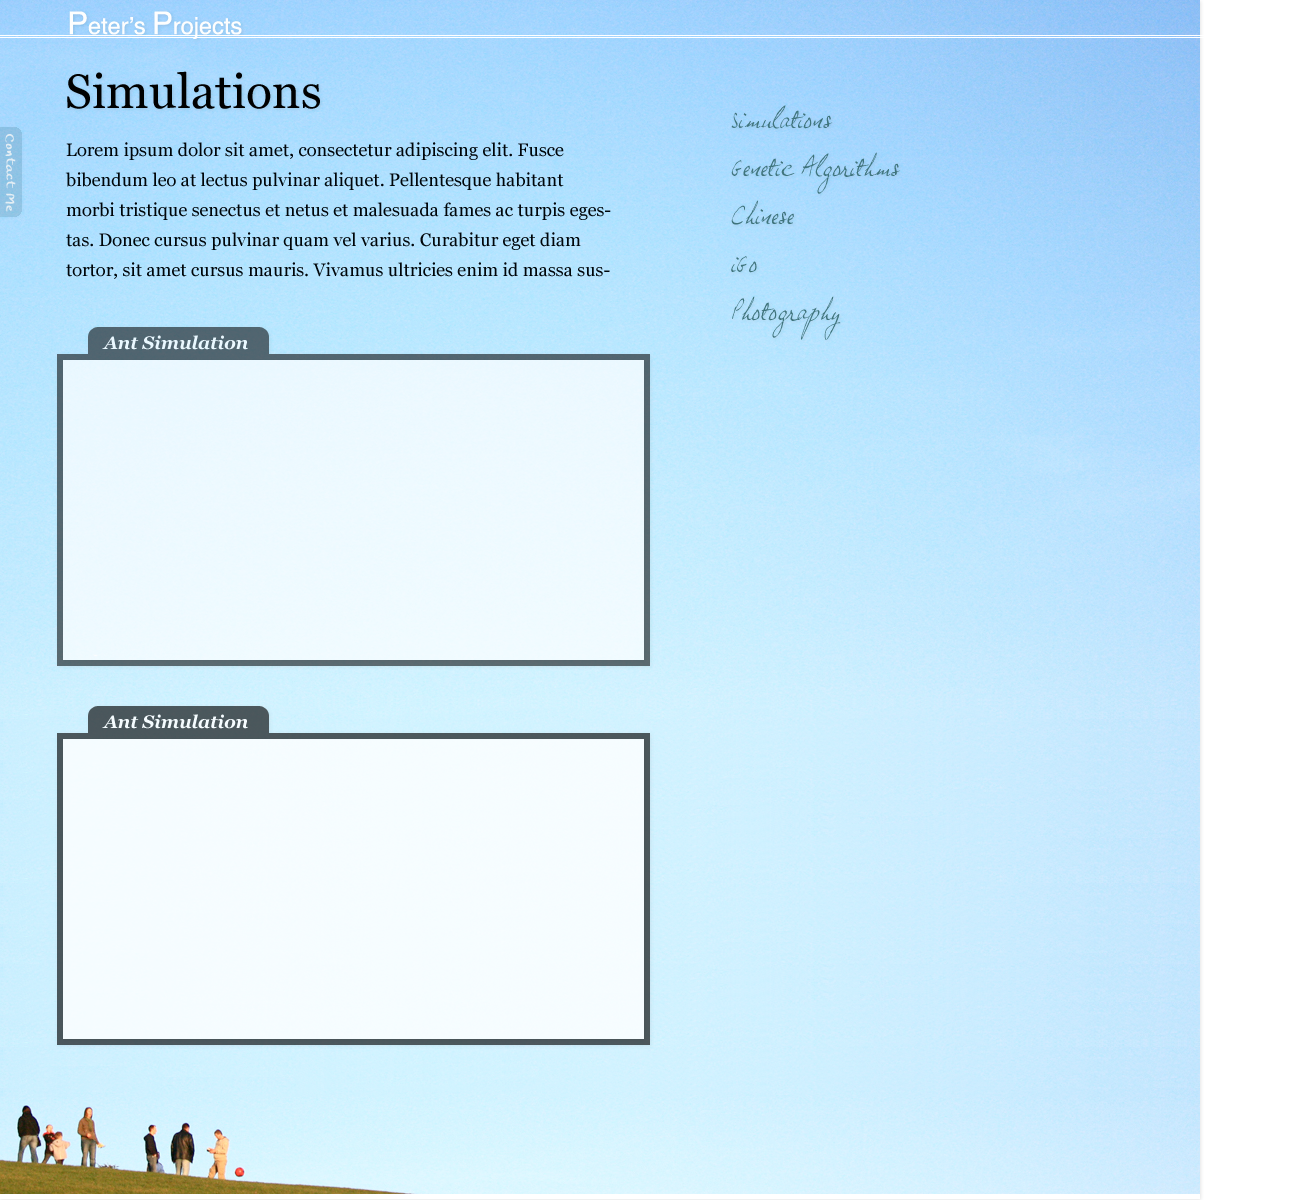 Peter's Projects
Simulations
Contact Me
Lorem ipsum dolor sit amet, consectetur adipiscing elit. Fusce
bibendum leo at lectus pulvinar aliquet. Pellentesque habitant
morbi tristique senectus et netus et malesuada fames ac turpis eges-
tas. Donec cursus pulvinar quam vel varius. Curabitur eget diam
tortor, sit amet cursus mauris. Vivamus ultricies enim id massa sus-
Ant Simulation
Ant Simulation
Simulations
Genetic Algorithms
Chinese
iGo
Photography